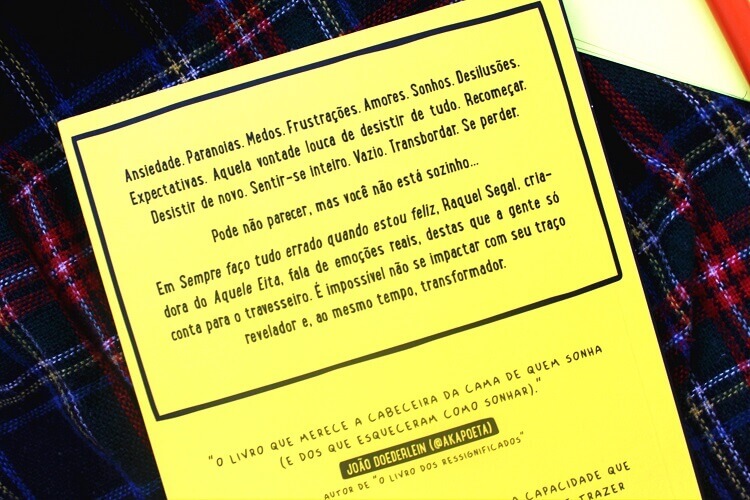 Ansiedade. Paranoias. Medos. Frustrações. Amores. Sonhos. Desilusões.
Expectativas. Aquela vontade louca de desistir de tudo. Recomeçar.
Desistir de novo. Sentir-se inteiro. Vazio. Transbordar. Se perder.
Pode não parecer, mas você não está sozinho...
Em Sempre faço tudo errado quando estou feliz, Raquel Segal, cria-
dora do Aquele Eita, fala de emoções reais, destas que a gente só
conta para o travesseiro. É impossível não se impactar com seu traço
revelador e, ao mesmo tempo, transformador.
"O LIVRO QUE MERECE A CABECEIRA DA CAMA DE QUEM SONHA
(E DOS QUE ESQUECERAM COMO SONHAR)."
JOÃO DOEDERLEIN (@AKAPOETA)
AUTOR DE "O LIVRO DOS RESSIGNIFICADOS"
A CAPACIDADE QUE
TRAZER